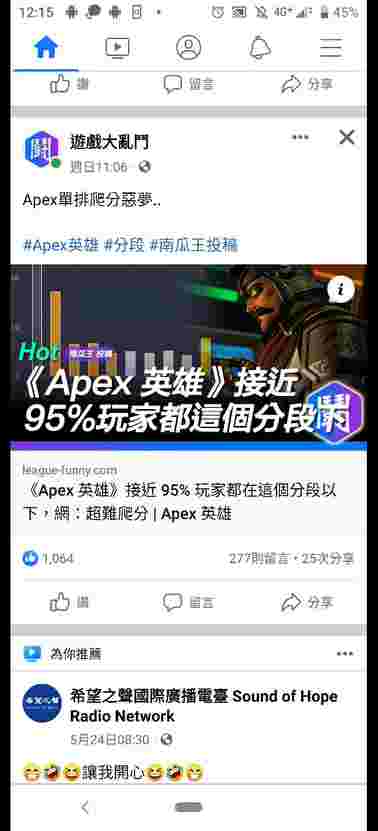 12:15
4G+
45%
讚
留言
分享
遊戲大亂鬥
週日11:06
Apex單排爬分惡夢..
#Apex英雄 #分段 #南瓜王投稿
Hot 南瓜王 投稿
《Apex 英雄》接近
95%玩家都這個分段下
鬪
league-funny.com
《Apex 英雄》接近 95% 玩家都在這個分段以
下，網：超難爬分 | Apex 英雄
1,064
277則留言・25次分享
讚
留言
分享
為你推薦
希望之聲
希望之聲國際廣播電臺 Sound of Hope
Radio Network
5月24日08:30
讓我開心